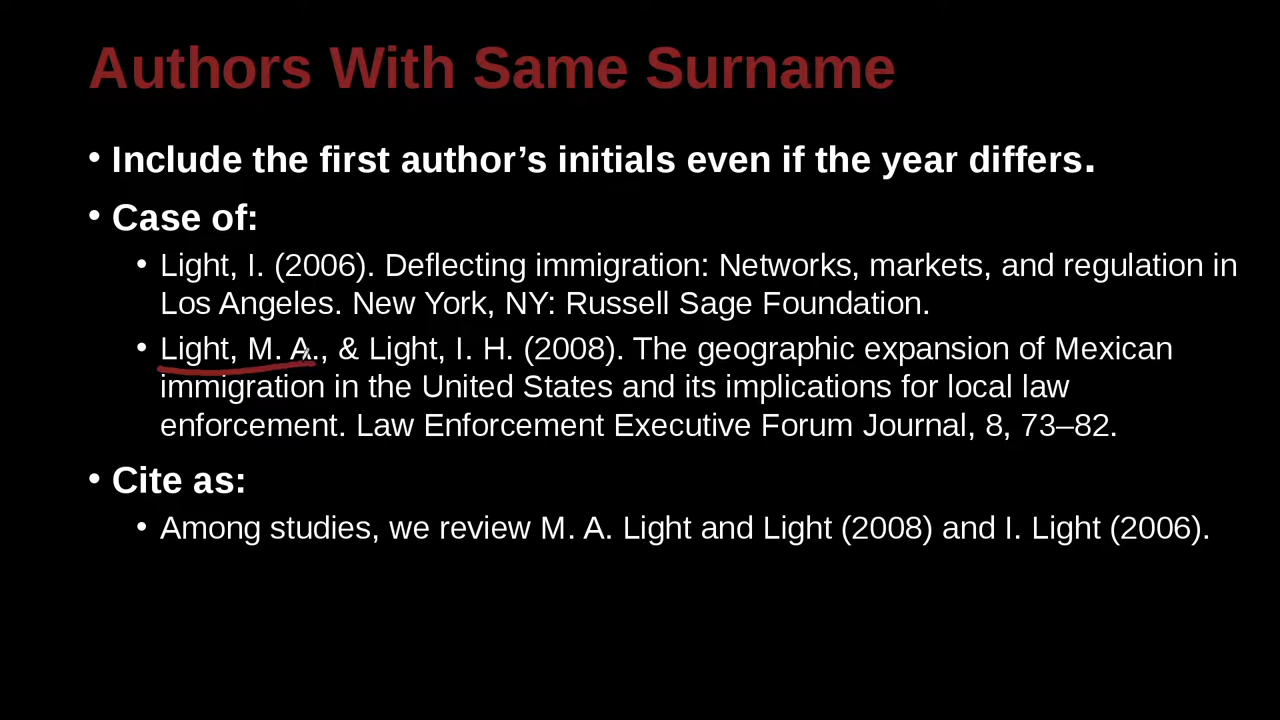 Authors With Same Surname
• Include the first author’s initials even if the year differs.
• Case of:
• Light, I. (2006). Deflecting immigration: Networks, markets, and regulation in
Los Angeles. New York, NY: Russell Sage Foundation.
• Light, M. A., & Light, I. H. (2008). The geographic expansion of Mexican
immigration in the United States and its implications for local law
enforcement. Law Enforcement Executive Forum Journal, 8, 73–82.
• Cite as:
• Among studies, we review M. A. Light and Light (2008) and I. Light (2006).